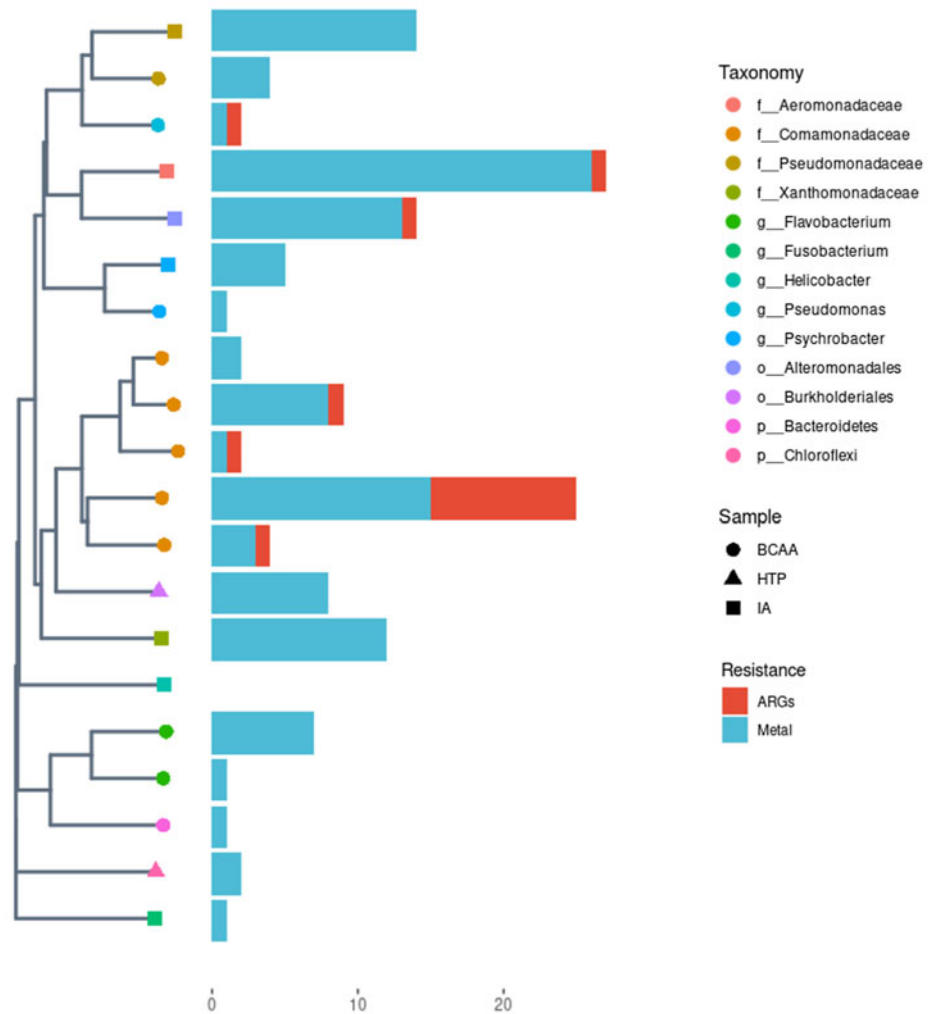 Taxonomy
f__Aeromonadaceae
f__Comamonadaceae
f__Pseudomonadaceae
f__Xanthomonadaceae
g__Flavobacterium
g__Fusobacterium
g__Helicobacter
g__Pseudomonas
g__Psychrobacter
o__Alteromonadales
o__Burkholderiales
p__Bacteroidetes
p__Chloroflexi
Sample
BCAA
HTP
IA
Resistance
ARGs
Metal
0 10 20